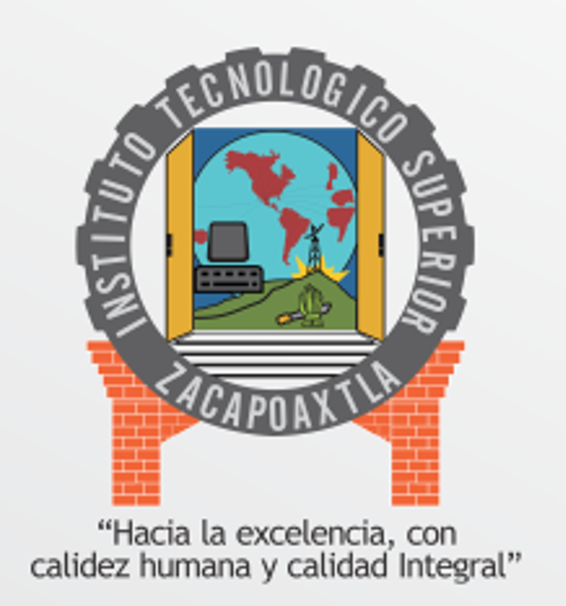 INSTITUTO TECNOLOGICO SUPERIOR
ZACAPOAXTLA
“Hacia la excelencia, con
calidez humana y calidad Integral”